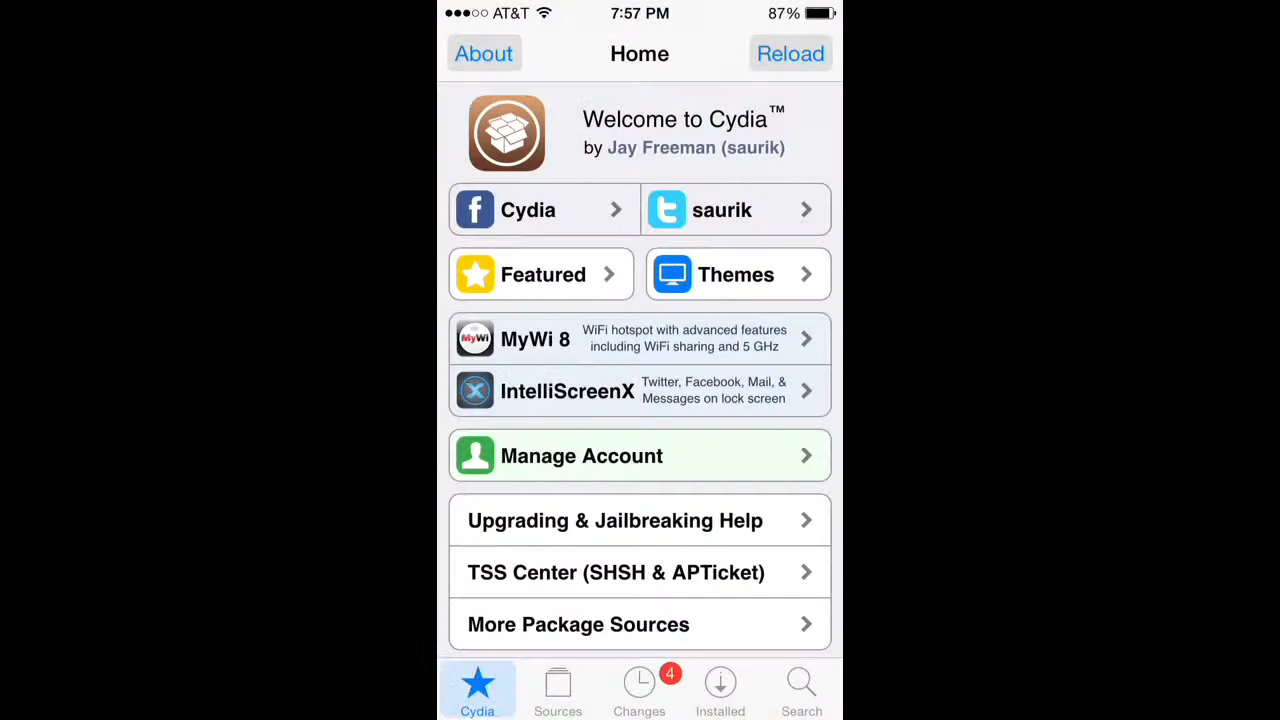 AT&T 7:57 PM 87%
About Home Reload
Welcome to Cydia™
by Jay Freeman (saurik)
Cydia saurik
Featured Themes
MyWi MyWi 8 WiFi hotspot with advanced features
including WiFi sharing and 5 GHz
IntelliScreenX Twitter, Facebook, Mail, &
Messages on lock screen
Manage Account
Upgrading & Jailbreaking Help
TSS Center (SHSH & APTicket)
More Package Sources
4
Cydia Sources Changes Installed Search